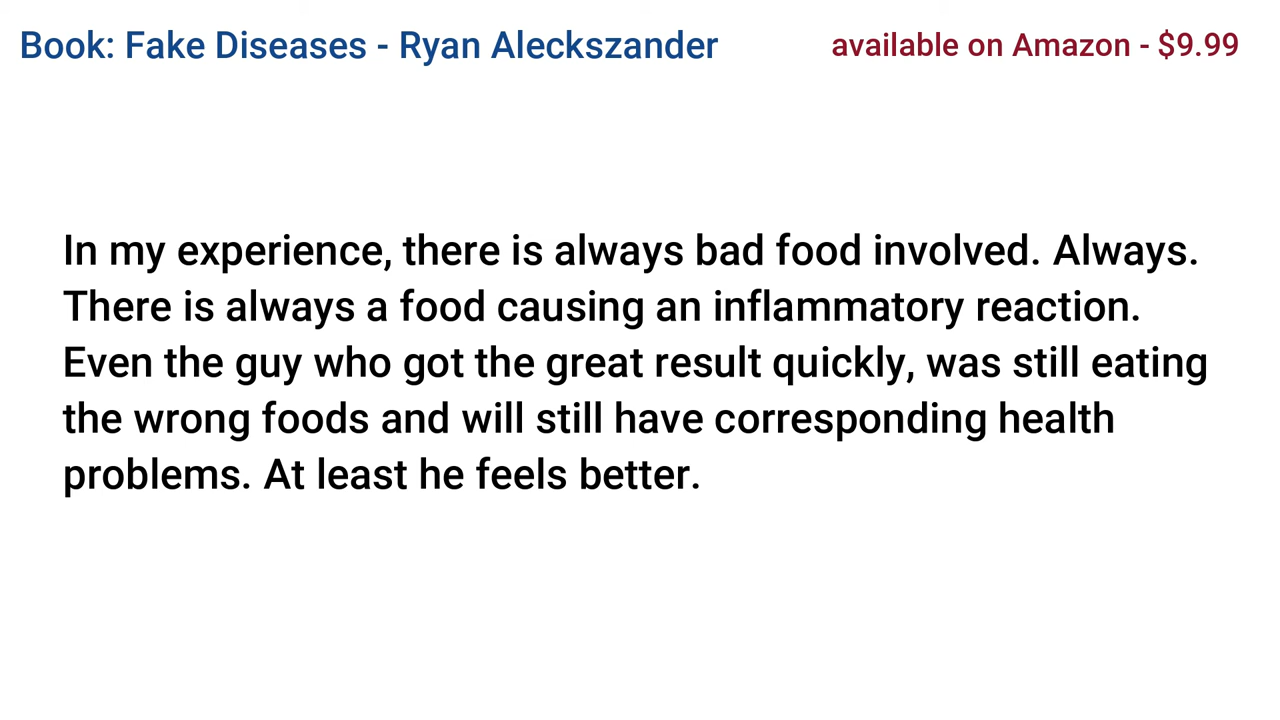 Book: Fake Diseases - Ryan Aleckszander
available on Amazon - $9.99
In my experience, there is always bad food involved. Always.
There is always a food causing an inflammatory reaction.
Even the guy who got the great result quickly, was still eating
the wrong foods and will still have corresponding health
problems. At least he feels better.